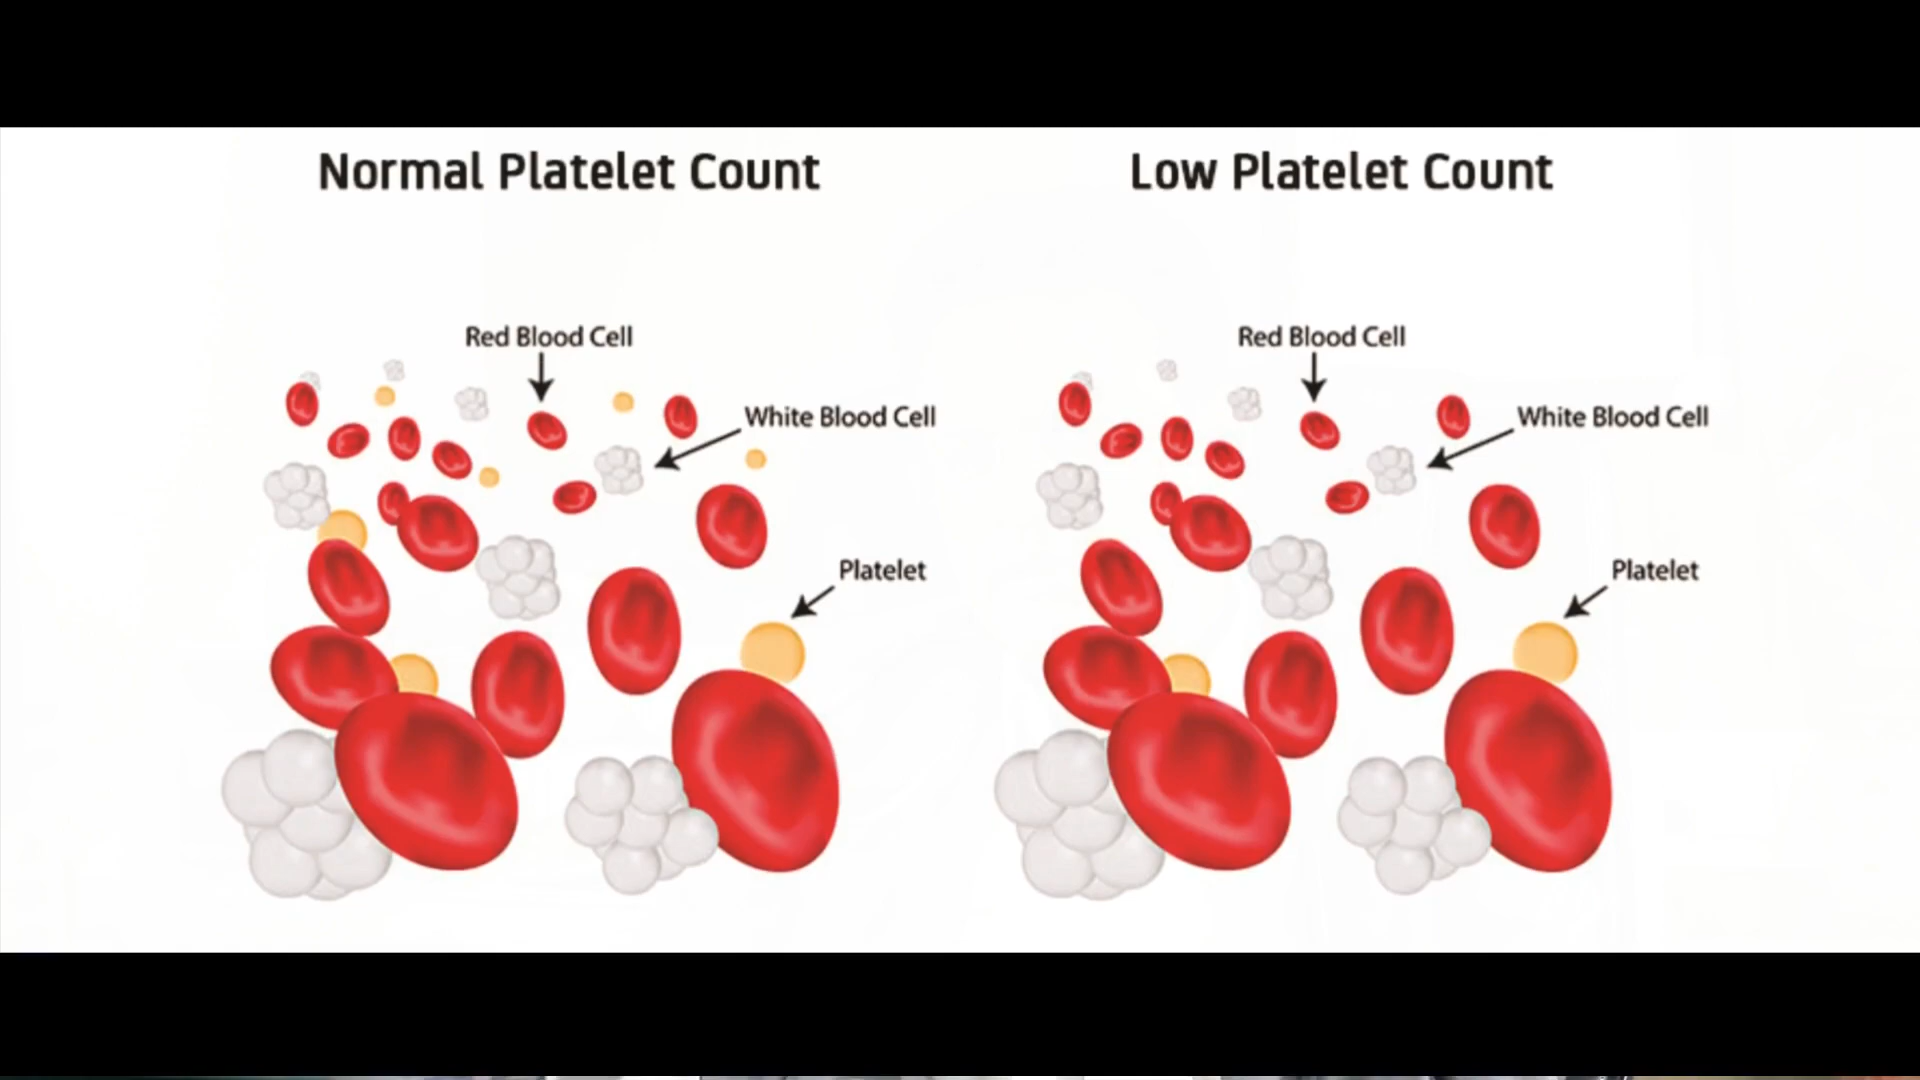 Normal Platelet Count
Low Platelet Count
Red Blood Cell
White Blood Cell
Platelet
Red Blood Cell
White Blood Cell
Platelet